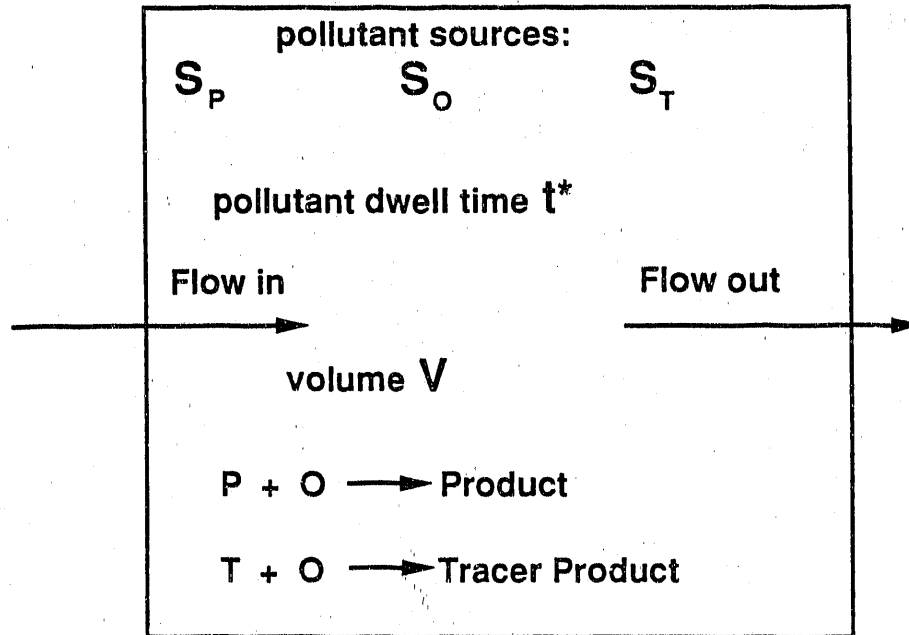 pollutant sources:
S_P S_O S_T
pollutant dwell time t*
Flow in
Flow out
volume V
P + O ⟶ Product
T + O ⟶ Tracer Product